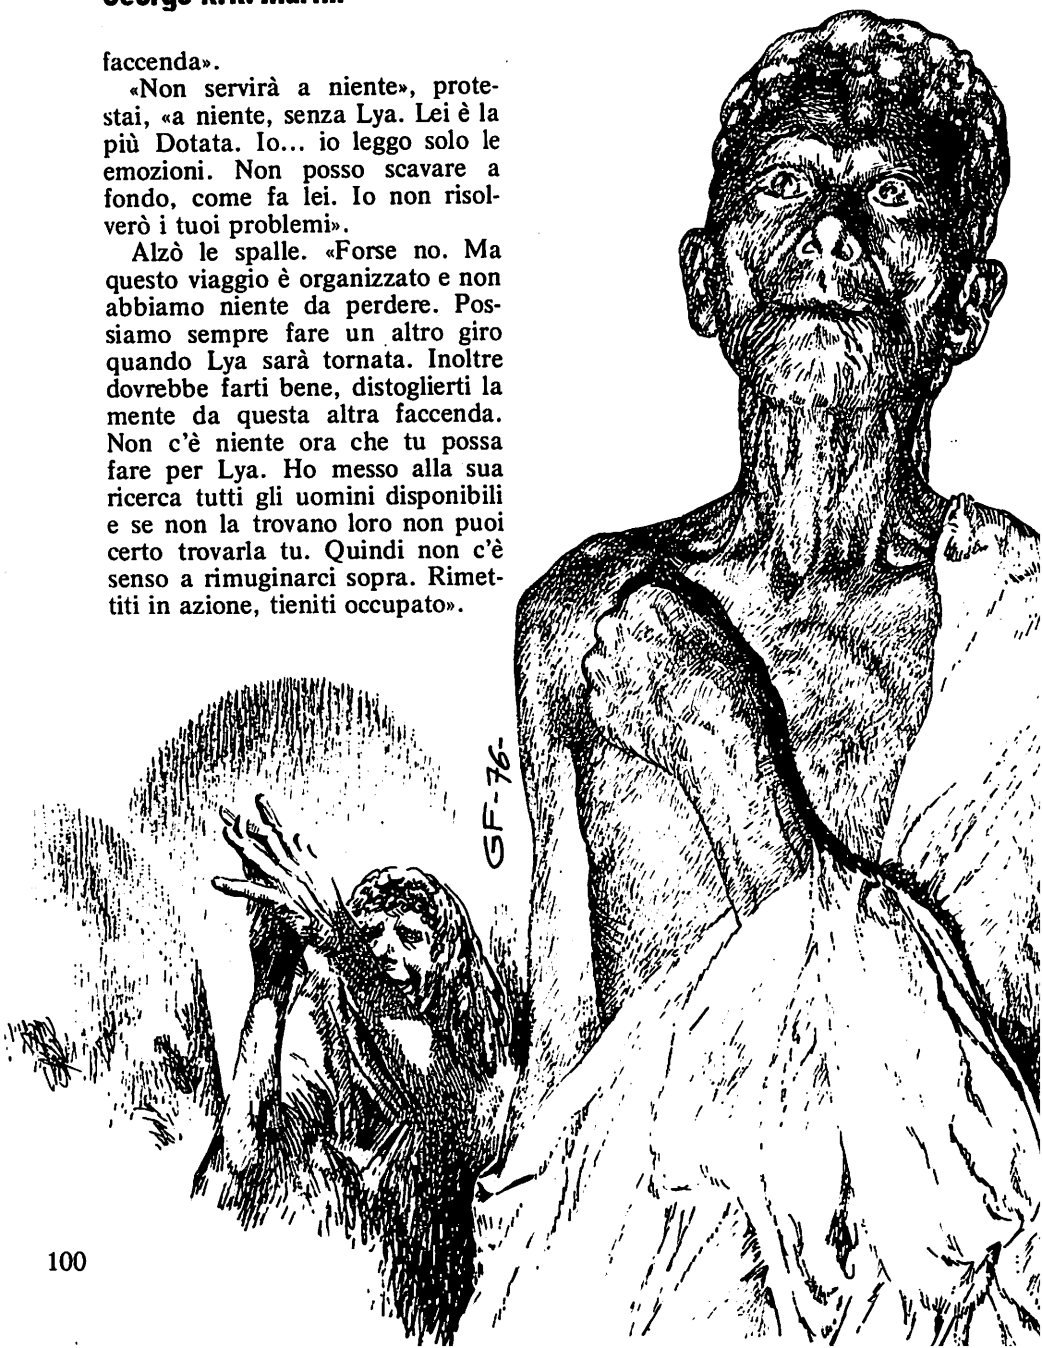 George R.R. Martin
faccenda».
«Non servirà a niente», prote-
stai, «a niente, senza Lya. Lei è la
più Dotata. Io... io leggo solo le
emozioni. Non posso scavare a
fondo, come fa lei. Io non risol-
verò i tuoi problemi».
Alzò le spalle. «Forse no. Ma
questo viaggio è organizzato e non
abbiamo niente da perdere. Pos-
siamo sempre fare un altro giro
quando Lya sarà tornata. Inoltre
dovrebbe farti bene, distoglierti la
mente da questa altra faccenda.
Non c'è niente ora che tu possa
fare per Lya. Ho messo alla sua
ricerca tutti gli uomini disponibili
e se non la trovano loro non puoi
certo trovarla tu. Quindi non c'è
senso a rimuginarci sopra. Rimet-
titi in azione, tieniti occupato».
GF-76-
100